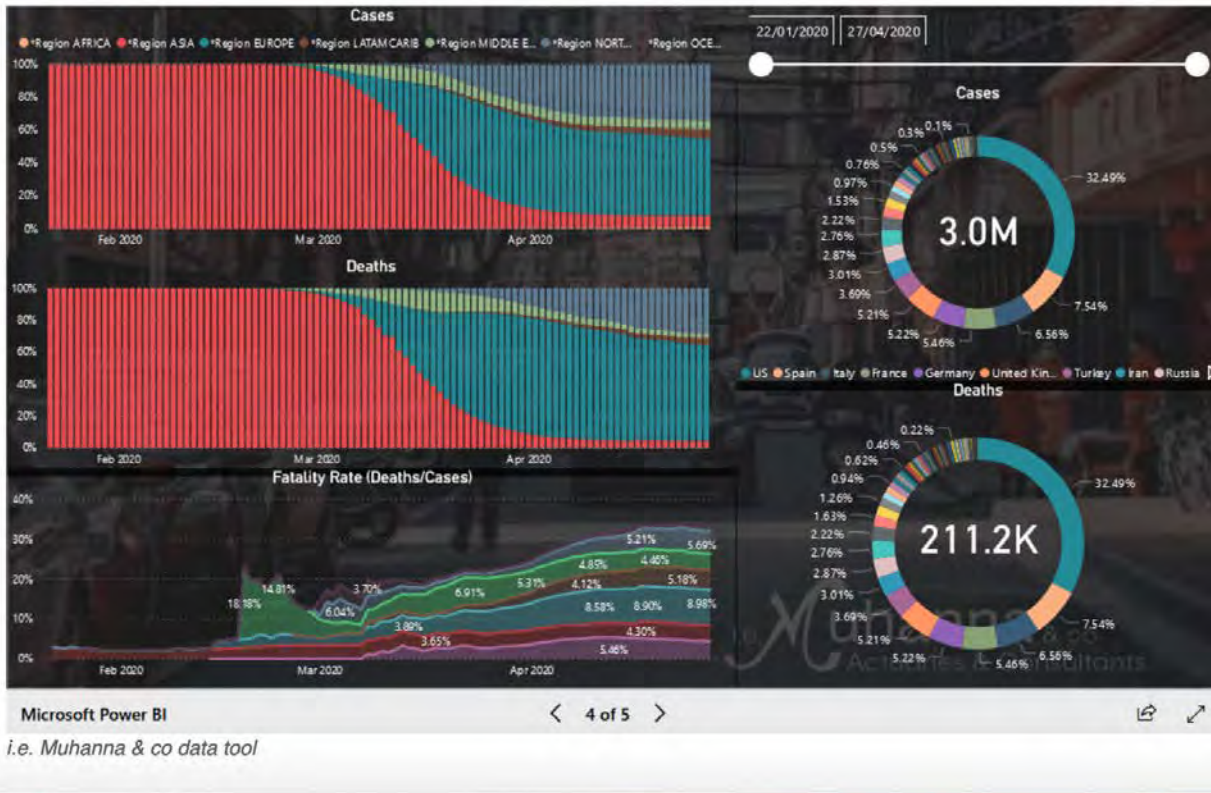 Cases
*Region AFRICA *Region ASIA *Region EUROPE *Region LATAMCARIB *Region MIDDLE E... *Region NORT... *Region OCE...
100%
80%
60%
40%
20%
0%
Feb 2020 Mar 2020 Apr 2020
Deaths
100%
80%
60%
40%
20%
0%
Feb 2020 Mar 2020 Apr 2020
Fatality Rate (Deaths/Cases)
40%
30%
20%
10%
0%
18.18% 14.81% 6.04% 3.70% 3.89% 3.65% 6.91% 5.31% 4.85% 4.12% 8.58% 5.21% 4.46% 8.90% 4.30% 5.46% 5.69% 5.18% 8.98%
Feb 2020 Mar 2020 Apr 2020
22/01/2020 27/04/2020
Cases
0.1%
0.3%
0.5%
0.76%
0.97%
1.53%
2.22%
2.76%
2.87%
3.01%
3.69%
5.21%
5.22%
5.46%
6.56%
7.54%
32.49%
3.0M
US Spain Italy France Germany United Kin... Turkey Iran Russia
Deaths
0.22%
0.46%
0.62%
0.94%
1.26%
1.63%
2.22%
2.76%
2.87%
3.01%
3.69%
5.21%
5.22%
5.46%
6.56%
7.54%
32.49%
211.2K
Muhanna & co
Actuaries & Consultants
Microsoft Power BI
4 of 5
i.e. Muhanna & co data tool